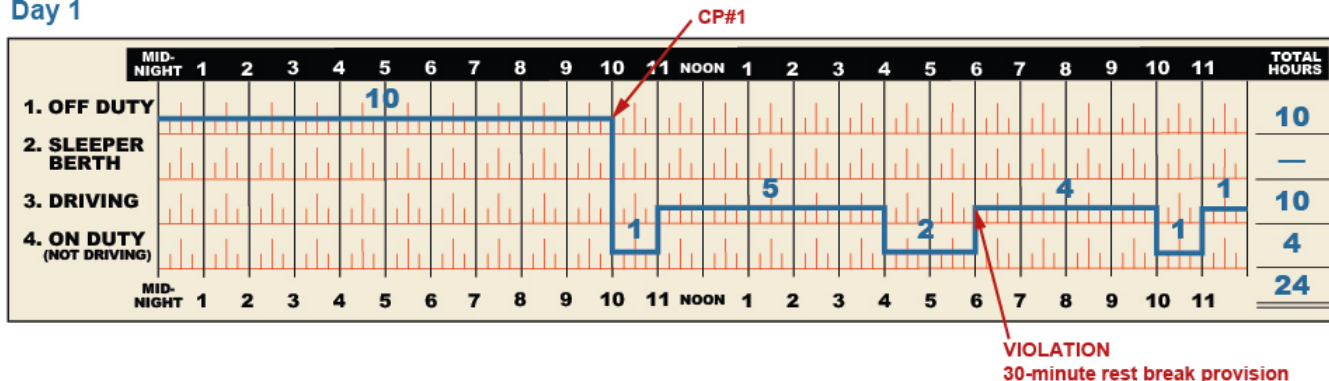 Day 1
CP#1
MID-
NIGHT 1 2 3 4 5 6 7 8 9 10 11 NOON 1 2 3 4 5 6 7 8 9 10 11 TOTAL
HOURS
1. OFF DUTY 10 10
2. SLEEPER
BERTH —
3. DRIVING 5 4 1 10
4. ON DUTY 1 2 1 4
(NOT DRIVING)
MID-
NIGHT 1 2 3 4 5 6 7 8 9 10 11 NOON 1 2 3 4 5 6 7 8 9 10 11 24
VIOLATION
30-minute rest break provision